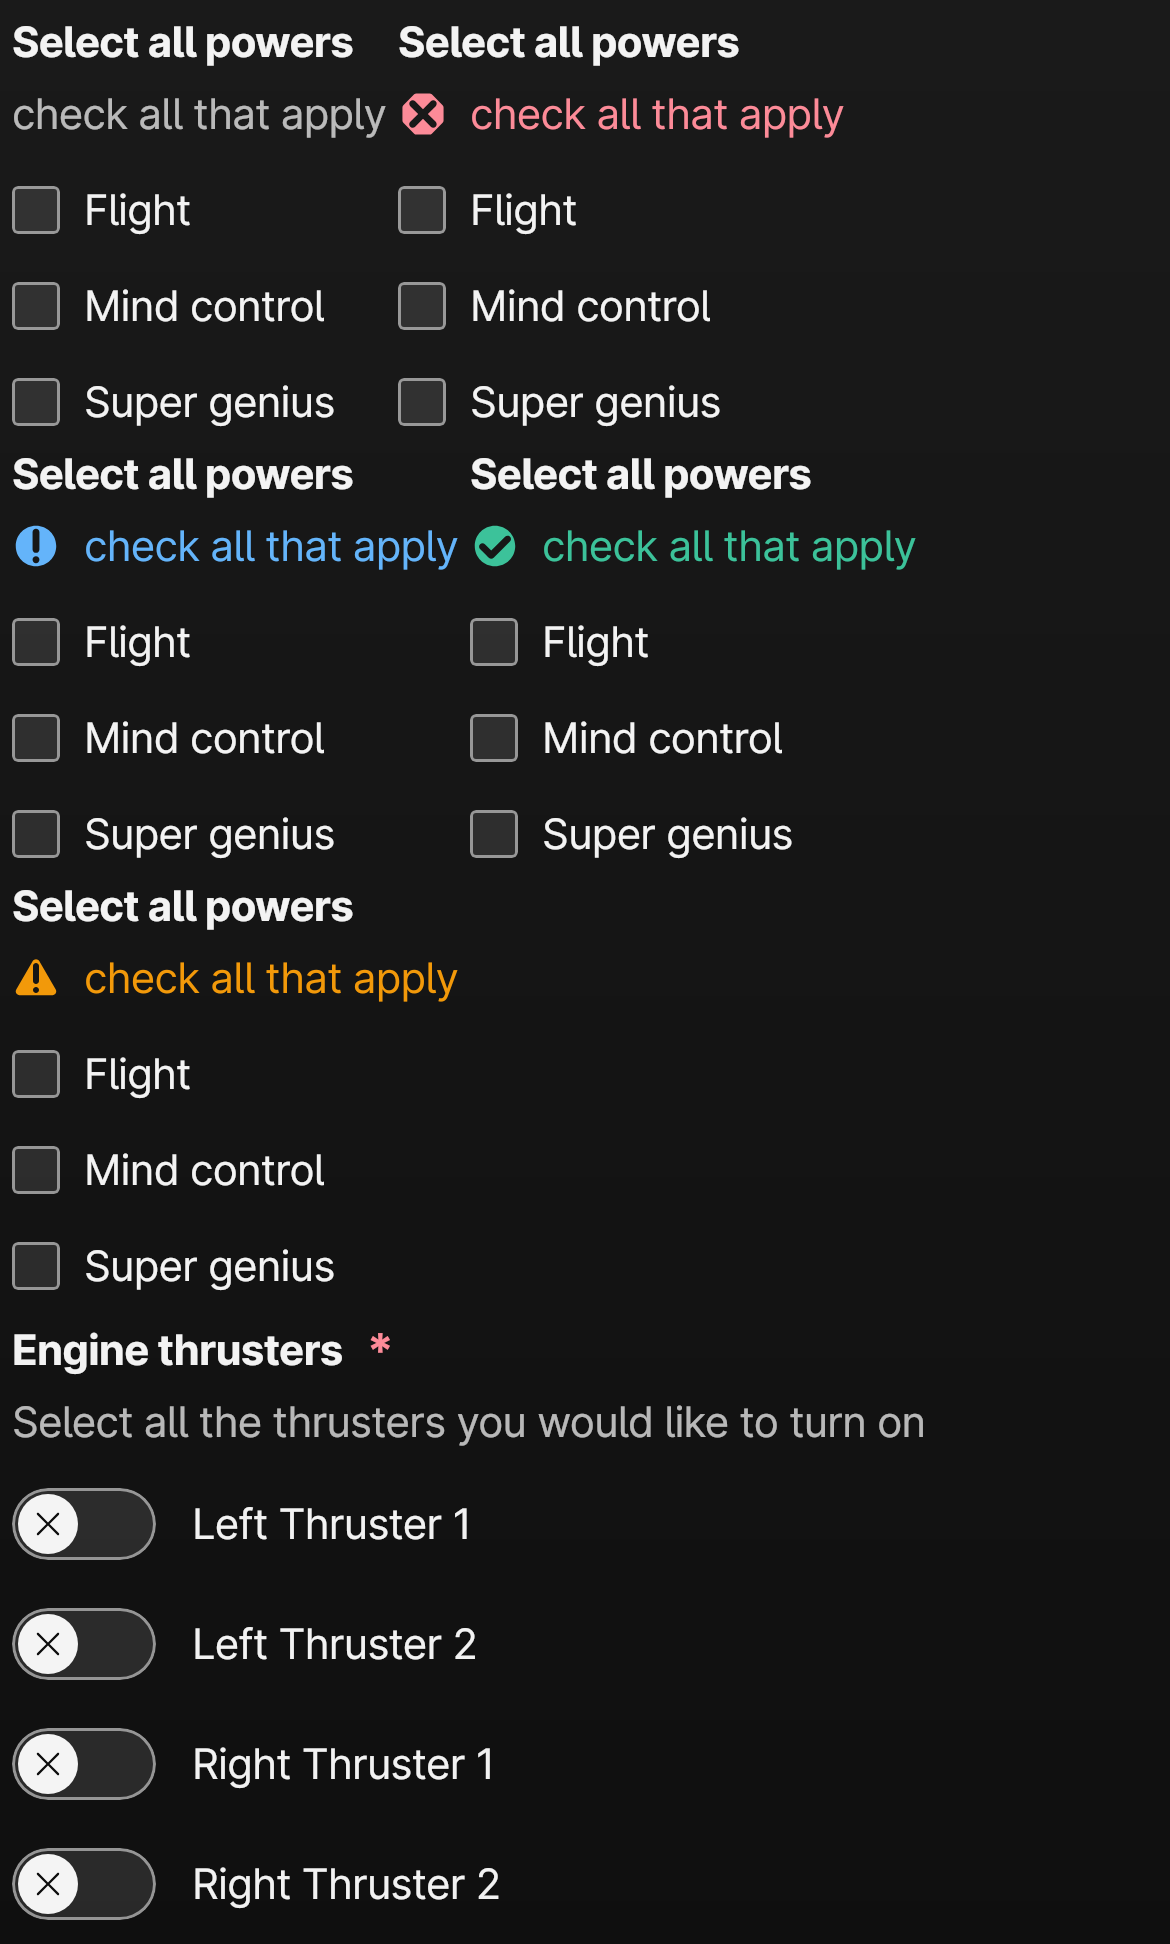 Select all powers
check all that apply
Flight
Mind control
Super genius
Select all powers
check all that apply
Flight
Mind control
Super genius
Select all powers
check all that apply
Flight
Mind control
Super genius
Select all powers
check all that apply
Flight
Mind control
Super genius
Select all powers
check all that apply
Flight
Mind control
Super genius
Engine thrusters *
Select all the thrusters you would like to turn on
Left Thruster 1
Left Thruster 2
Right Thruster 1
Right Thruster 2